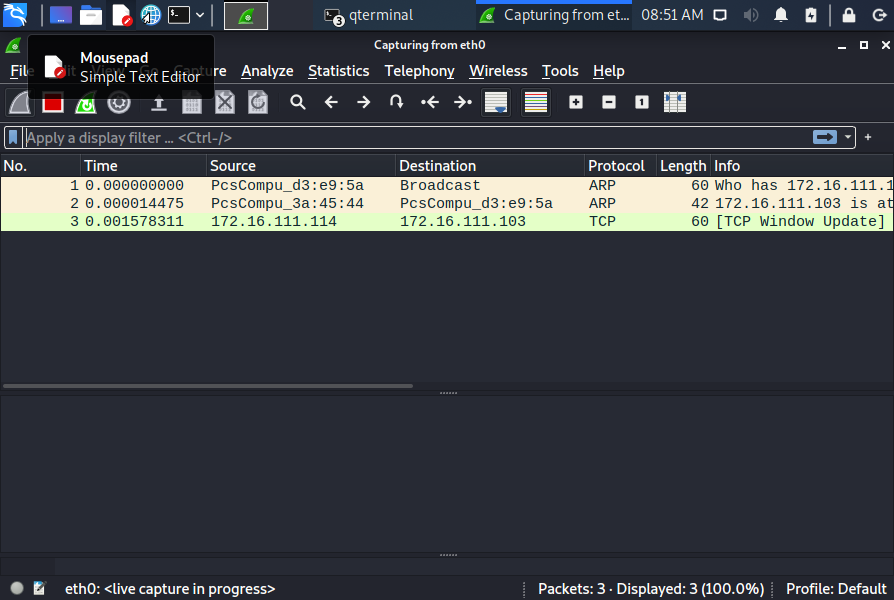 3 qterminal Capturing from et... 08:51 AM
Capturing from eth0
Mousepad
Simple Text Editor
File Edit View Go Capture Analyze Statistics Telephony Wireless Tools Help
Apply a display filter ... <Ctrl-/>
No. Time Source Destination Protocol Length Info
1 0.000000000 PcsCompu_d3:e9:5a Broadcast ARP 60 Who has 172.16.111.1
2 0.000014475 PcsCompu_3a:45:44 PcsCompu_d3:e9:5a ARP 42 172.16.111.103 is at
3 0.001578311 172.16.111.114 172.16.111.103 TCP 60 [TCP Window Update]
eth0: <live capture in progress> Packets: 3 · Displayed: 3 (100.0%) Profile: Default